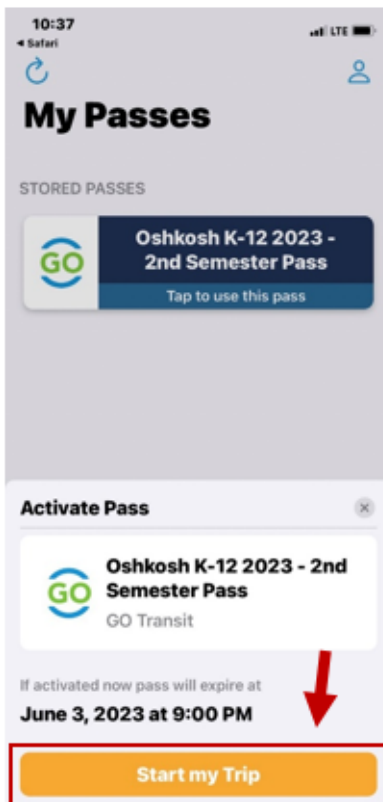 10:37
LTE
◀ Safari
My Passes
STORED PASSES
GO
Oshkosh K-12 2023 -
2nd Semester Pass
Tap to use this pass
Activate Pass
GO
Oshkosh K-12 2023 - 2nd
Semester Pass
GO Transit
If activated now pass will expire at
June 3, 2023 at 9:00 PM
Start my Trip